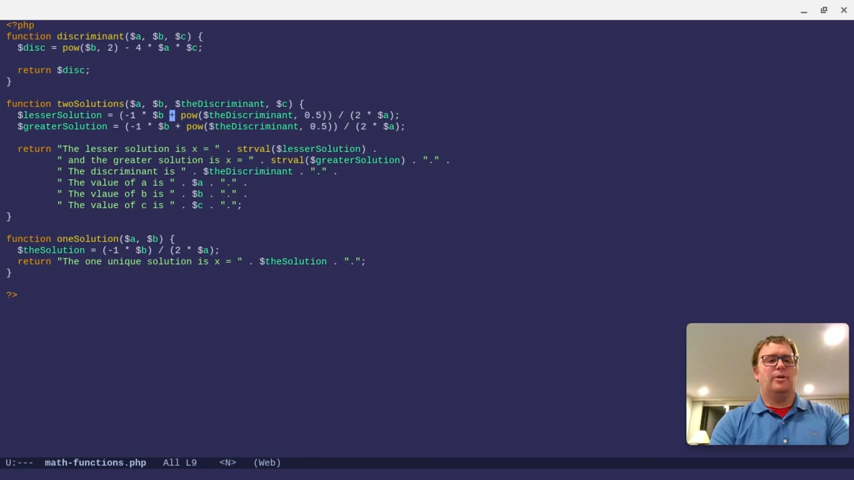 <?php
function discriminant($a, $b, $c) {
  $disc = pow($b, 2) - 4 * $a * $c;
  return $disc;
}
function twoSolutions($a, $b, $theDiscriminant, $c) {
  $lesserSolution = (-1 * $b + pow($theDiscriminant, 0.5)) / (2 * $a);
  $greaterSolution = (-1 * $b + pow($theDiscriminant, 0.5)) / (2 * $a);
  return "The lesser solution is x = " . strval($lesserSolution) .
         " and the greater solution is x = " . strval($greaterSolution) . "." .
         " The discriminant is " . $theDiscriminant . "." .
         " The value of a is " . $a . "." .
         " The vlaue of b is " . $b . "." .
         " The value of c is " . $c . ".";
}
function oneSolution($a, $b) {
  $theSolution = (-1 * $b) / (2 * $a);
  return "The one unique solution is x = " . $theSolution . ".";
}
?>
U:--- math-functions.php All L9 <N> (Web)